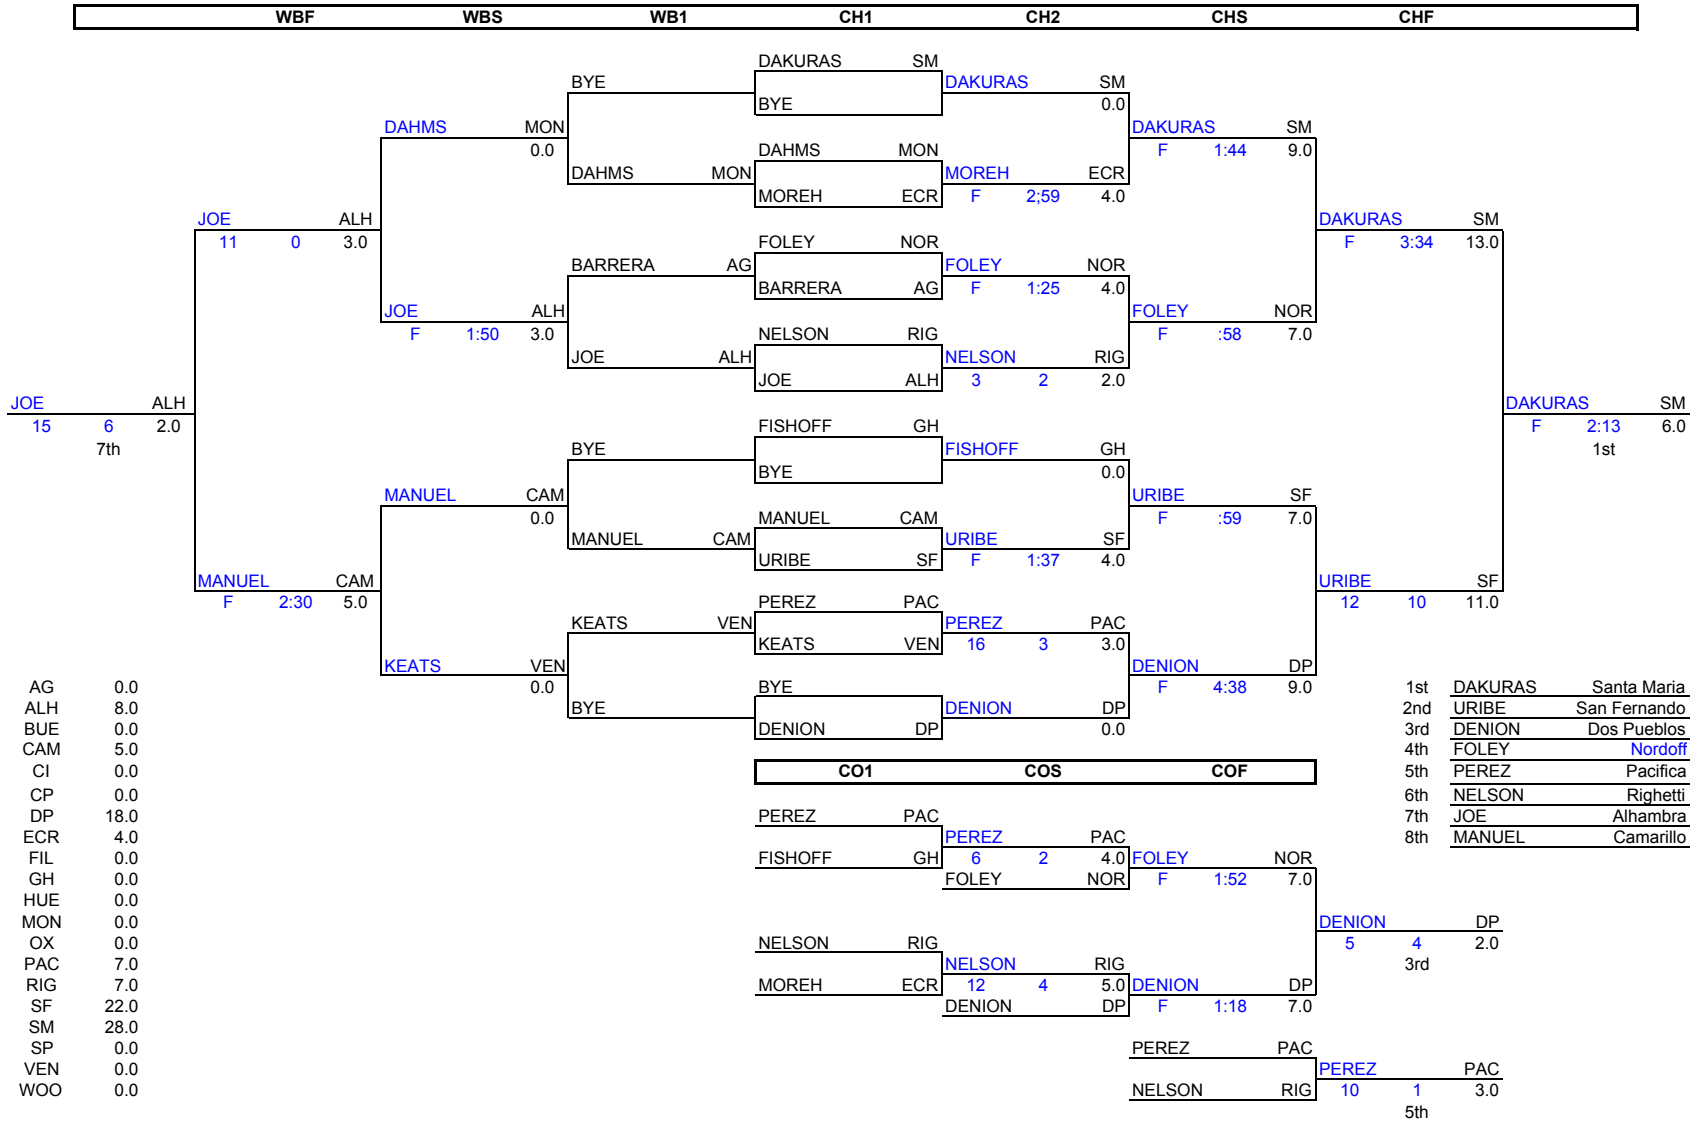 WBF WBS WB1 CH1 CH2 CHS CHF
DAKURAS SM
BYE DAKURAS SM
BYE 0.0
DAHMS MON DAKURAS SM
0.0 DAHMS MON F 1:44 9.0
DAHMS MON MOREH ECR
MOREH ECR F 2;59 4.0
JOE ALH DAKURAS SM
11 0 3.0 FOLEY NOR F 3:34 13.0
BARRERA AG FOLEY NOR
BARRERA AG F 1:25 4.0
JOE ALH FOLEY NOR
F 1:50 3.0 NELSON RIG F :58 7.0
JOE ALH NELSON RIG
JOE ALH 3 2 2.0
JOE ALH DAKURAS SM
15 6 2.0 FISHOFF GH F 2:13 6.0
7th BYE FISHOFF GH 1st
BYE 0.0
MANUEL CAM URIBE SF
0.0 MANUEL CAM F :59 7.0
MANUEL CAM URIBE SF
URIBE SF F 1:37 4.0
MANUEL CAM URIBE SF
F 2:30 5.0 PEREZ PAC 12 10 11.0
KEATS VEN PEREZ PAC
KEATS VEN 16 3 3.0
KEATS VEN DENION DP
AG 0.0 0.0 BYE F 4:38 9.0 1st DAKURAS Santa Maria
ALH 8.0 BYE DENION DP 2nd URIBE San Fernando
BUE 0.0 DENION DP 0.0 3rd DENION Dos Pueblos
CAM 5.0 4th FOLEY Nordoff
CI 0.0 CO1 COS COF 5th PEREZ Pacifica
CP 0.0 6th NELSON Righetti
DP 18.0 PEREZ PAC 7th JOE Alhambra
ECR 4.0 PEREZ PAC 8th MANUEL Camarillo
FIL 0.0 FISHOFF GH 6 2 4.0 FOLEY NOR
GH 0.0 FOLEY NOR F 1:52 7.0
HUE 0.0
MON 0.0 DENION DP
OX 0.0 NELSON RIG 5 4 2.0
PAC 7.0 NELSON RIG 3rd
RIG 7.0 MOREH ECR 12 4 5.0 DENION DP
SF 22.0 DENION DP F 1:18 7.0
SM 28.0
SP 0.0 PEREZ PAC
VEN 0.0 PEREZ PAC
WOO 0.0 NELSON RIG 10 1 3.0
5th